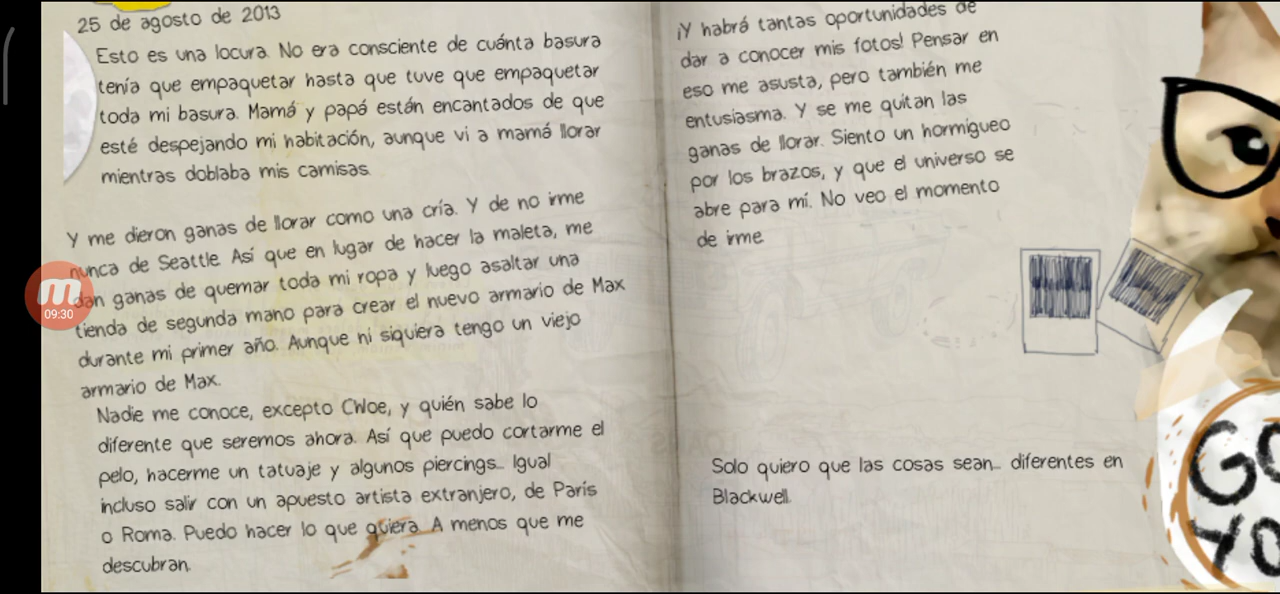 25 de agosto de 2013
Esto es una locura. No era consciente de cuánta basura
tenía que empaquetar hasta que tuve que empaquetar
toda mi basura. Mamá y papá están encantados de que
esté despejando mi habitación, aunque vi a mamá llorar
mientras doblaba mis camisas.
Y me dieron ganas de llorar como una cría. Y de no irme
nunca de Seattle. Así que en lugar de hacer la maleta, me
dan ganas de quemar toda mi ropa y luego asaltar una
tienda de segunda mano para crear el nuevo armario de Max
durante mi primer año. Aunque ni siquiera tengo un viejo
armario de Max.
Nadie me conoce, excepto Chloe, y quién sabe lo
diferente que seremos ahora. Así que puedo cortarme el
pelo, hacerme un tatuaje y algunos piercings... Igual
incluso salir con un apuesto artista extranjero, de París
o Roma. Puedo hacer lo que quiera. A menos que me
descubran.
¡Y habrá tantas oportunidades de
dar a conocer mis fotos! Pensar en
eso me asusta, pero también me
entusiasma. Y se me quitan las
ganas de llorar. Siento un hormigueo
por los brazos, y que el universo se
abre para mí. No veo el momento
de irme.
Solo quiero que las cosas sean... diferentes en
Blackwell.
GO
YO
09:30